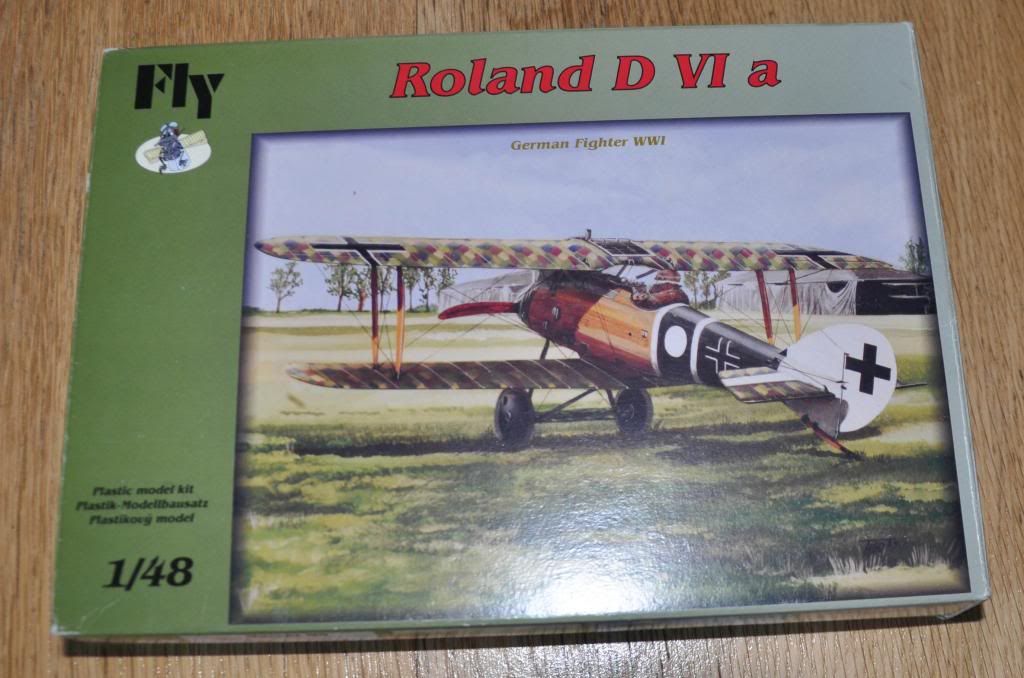 Fly
Roland D VI a
German Fighter WWI
Plastic model kit
Plastik-Modellbausatz
Plastikový model
1/48